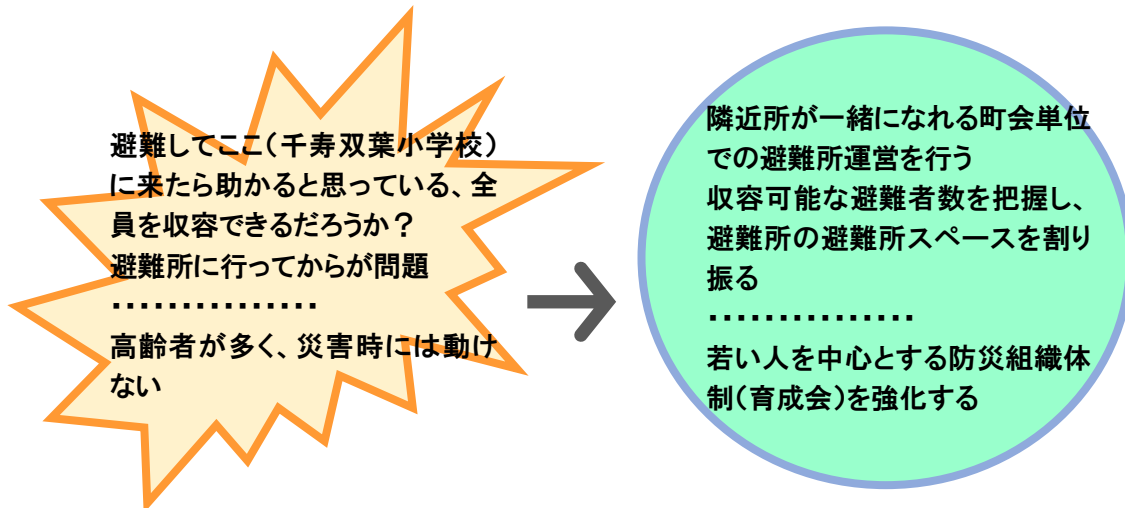 避難してここ（千寿双葉小学校）
に来たら助かると思っている、全
員を収容できるだろうか？
避難所に行ってからが問題
・・・・・・・・・・・・・・・
高齢者が多く、災害時には動け
ない
隣近所が一緒になれる町会単位
での避難所運営を行う
収容可能な避難者数を把握し、
避難所の避難所スペースを割り
振る
・・・・・・・・・・・・・・・
若い人を中心とする防災組織体
制（育成会）を強化する